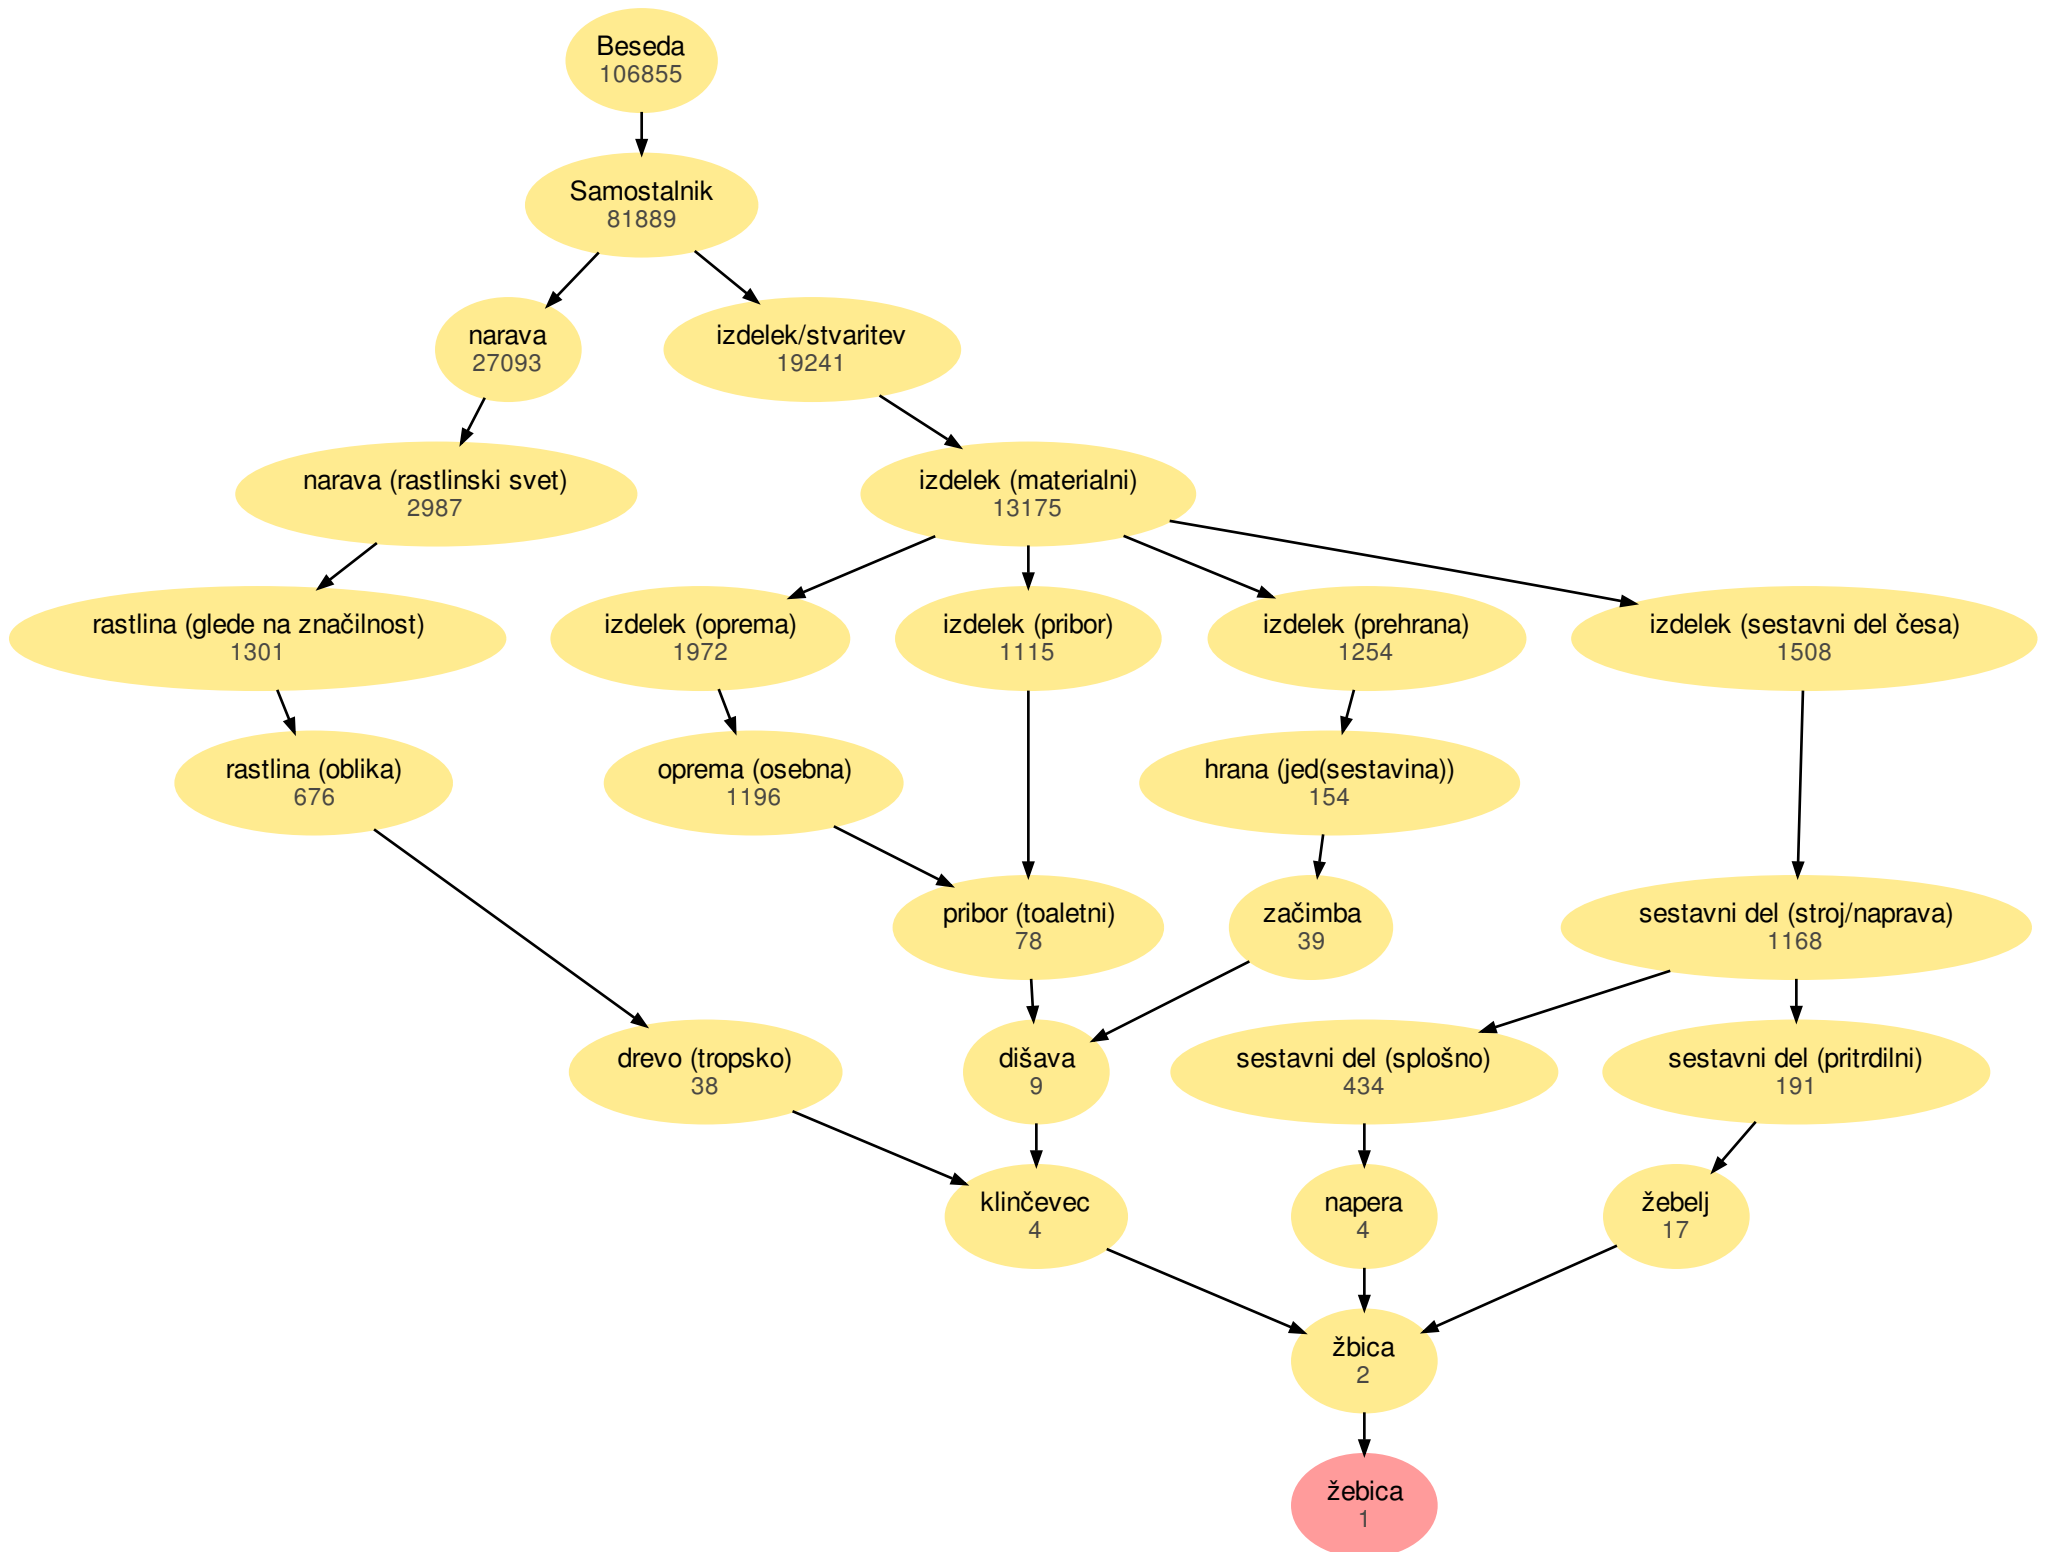 Beseda
106855
Samostalnik
81889
narava
27093
izdelek/stvaritev
19241
narava (rastlinski svet)
2987
izdelek (materialni)
13175
rastlina (glede na značilnost)
1301
izdelek (oprema)
1972
izdelek (pribor)
1115
izdelek (prehrana)
1254
izdelek (sestavni del česa)
1508
rastlina (oblika)
676
oprema (osebna)
1196
hrana (jed(sestavina))
154
pribor (toaletni)
78
začimba
39
sestavni del (stroj/naprava)
1168
drevo (tropsko)
38
dišava
9
sestavni del (splošno)
434
sestavni del (pritrdilni)
191
klinčevec
4
napera
4
žebelj
17
žbica
2
žebica
1